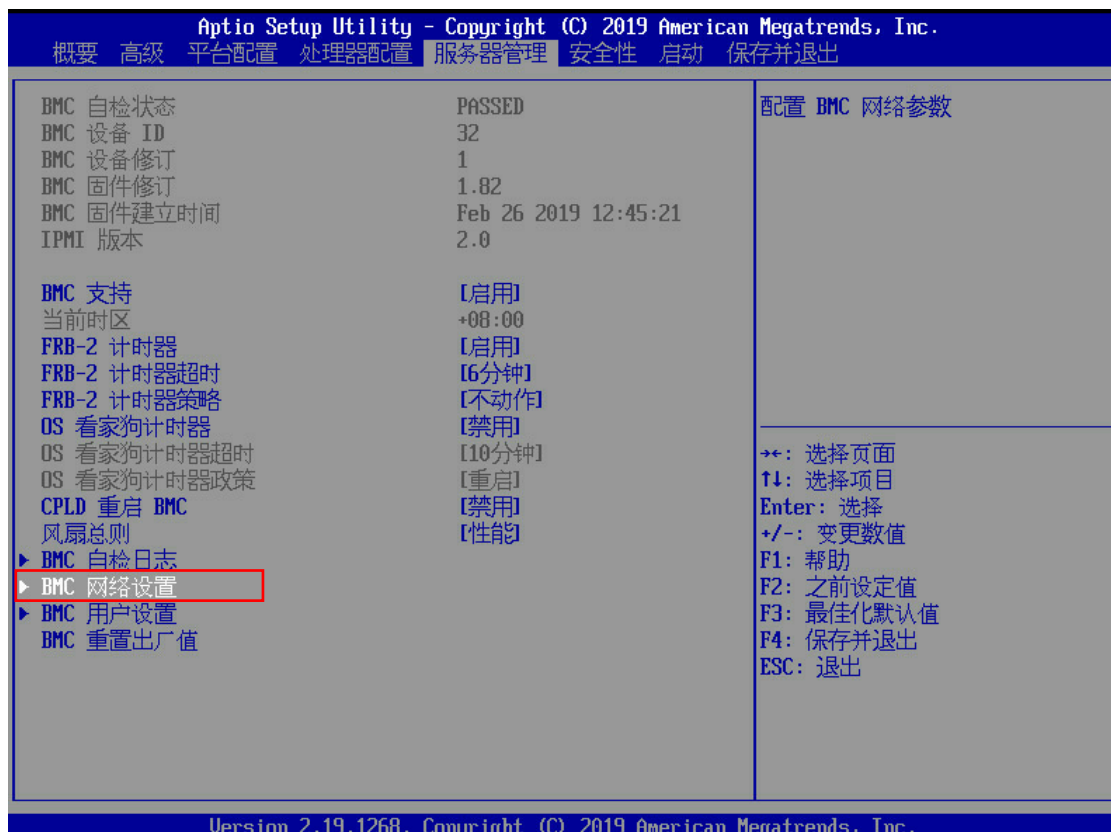 Aptio Setup Utility - Copyright (C) 2019 American Megatrends, Inc.
概要 高级 平台配置 处理器配置 服务器管理 安全性 启动 保存并退出
BMC 自检状态 PASSED 配置 BMC 网络参数
BMC 设备 ID 32
BMC 设备修订 1
BMC 固件修订 1.82
BMC 固件建立时间 Feb 26 2019 12:45:21
IPMI 版本 2.0
BMC 支持 [启用]
当前时区 +08:00
FRB-2 计时器 [启用]
FRB-2 计时器超时 [6分钟]
FRB-2 计时器策略 [不动作]
OS 看家狗计时器 [禁用]
OS 看家狗计时器超时 [10分钟] →←: 选择页面
OS 看家狗计时器政策 [重启] ↑↓: 选择项目
CPLD 重启 BMC [禁用] Enter: 选择
风扇总则 [性能] +/-: 变更数值
▶ BMC 自检日志 F1: 帮助
▶ BMC 网络设置 F2: 之前设定值
▶ BMC 用户设置 F3: 最佳化默认值
BMC 重置出厂值 F4: 保存并退出
ESC: 退出
Version 2.19.1268. Copyright (C) 2019 American Megatrends, Inc.